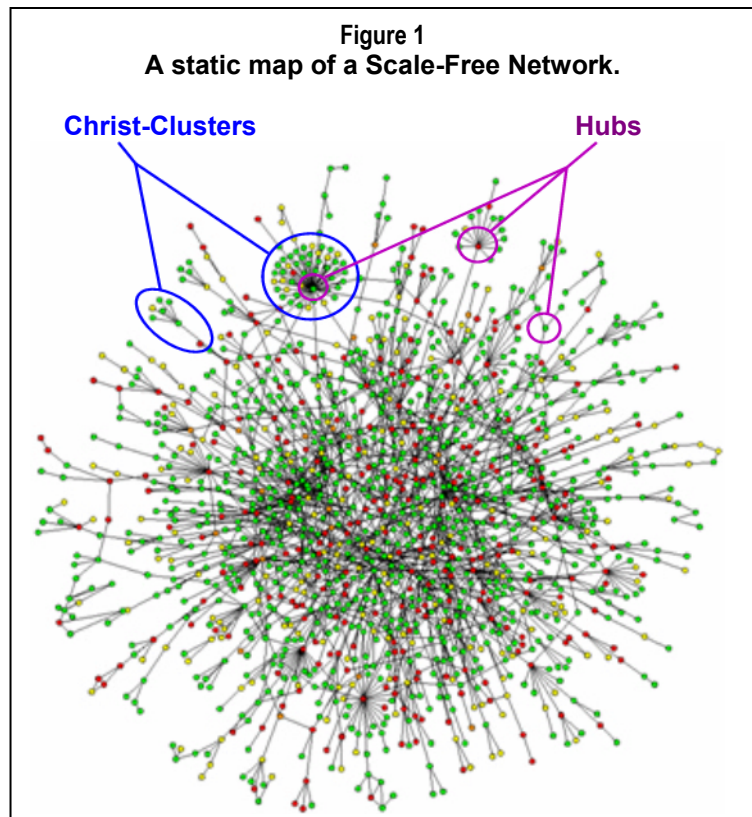 Figure 1
A static map of a Scale-Free Network.
Christ-Clusters
Hubs